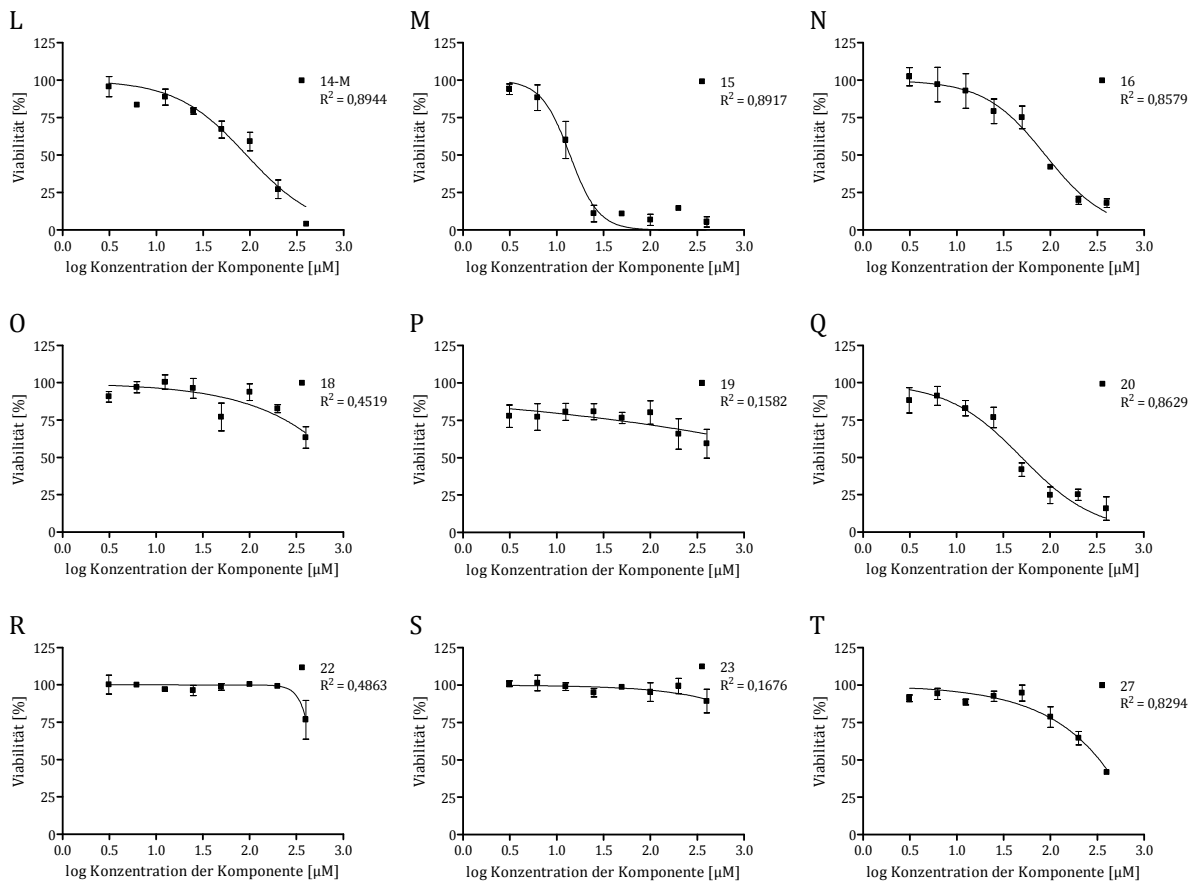 L
125
100
75
50
25
0
0.0 0.5 1.0 1.5 2.0 2.5 3.0
Viabilität [%]
log Konzentration der Komponente [µM]
14-M
R² = 0,8944
M
125
100
75
50
25
0
0.0 0.5 1.0 1.5 2.0 2.5 3.0
Viabilität [%]
log Konzentration der Komponente [µM]
15
R² = 0,8917
N
125
100
75
50
25
0
0.0 0.5 1.0 1.5 2.0 2.5 3.0
Viabilität [%]
log Konzentration der Komponente [µM]
16
R² = 0,8579
O
125
100
75
50
25
0
0.0 0.5 1.0 1.5 2.0 2.5 3.0
Viabilität [%]
log Konzentration der Komponente [µM]
18
R² = 0,4519
P
125
100
75
50
25
0
0.0 0.5 1.0 1.5 2.0 2.5 3.0
Viabilität [%]
log Konzentration der Komponente [µM]
19
R² = 0,1582
Q
125
100
75
50
25
0
0.0 0.5 1.0 1.5 2.0 2.5 3.0
Viabilität [%]
log Konzentration der Komponente [µM]
20
R² = 0,8629
R
125
100
75
50
25
0
0.0 0.5 1.0 1.5 2.0 2.5 3.0
Viabilität [%]
log Konzentration der Komponente [µM]
22
R² = 0,4863
S
125
100
75
50
25
0
0.0 0.5 1.0 1.5 2.0 2.5 3.0
Viabilität [%]
log Konzentration der Komponente [µM]
23
R² = 0,1676
T
125
100
75
50
25
0
0.0 0.5 1.0 1.5 2.0 2.5 3.0
Viabilität [%]
log Konzentration der Komponente [µM]
27
R² = 0,8294